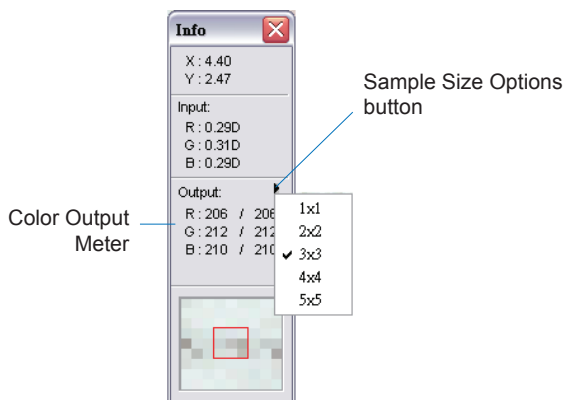 Info
X : 4.40
Y : 2.47
Input:
R : 0.29D
G : 0.31D
B : 0.29D
Output:
R : 206 / 206
G : 212 / 212
B : 210 / 210
1x1
2x2
3x3
4x4
5x5
Sample Size Options
button
Color Output
Meter